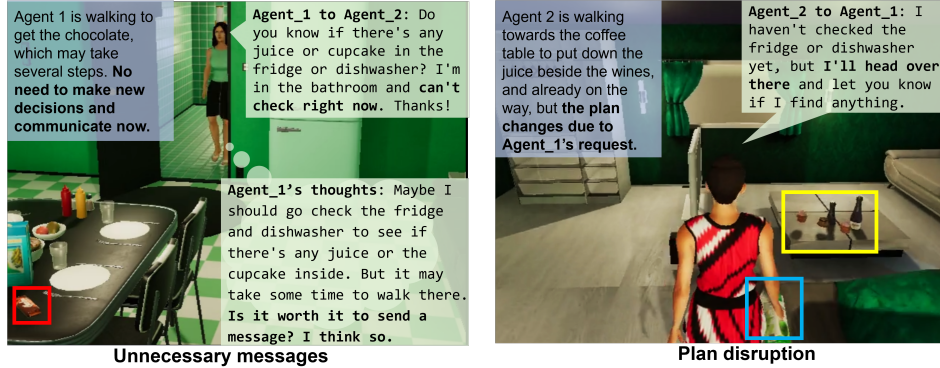 Agent 1 is walking to
get the chocolate,
which may take
several steps. No
need to make new
decisions and
communicate now.
Agent_1 to Agent_2: Do
you know if there's any
juice or cupcake in the
fridge or dishwasher? I'm
in the bathroom and can't
check right now. Thanks!
Agent_1's thoughts: Maybe I
should go check the fridge
and dishwasher to see if
there's any juice or the
cupcake inside. But it may
take some time to walk there.
Is it worth it to send a
message? I think so.
Unnecessary messages
Agent 2 is walking
towards the coffee
table to put down the
juice beside the wines,
and already on the
way, but the plan
changes due to
Agent_1's request.
Agent_2 to Agent_1: I
haven't checked the
fridge or dishwasher
yet, but I'll head over
there and let you know
if I find anything.
Plan disruption